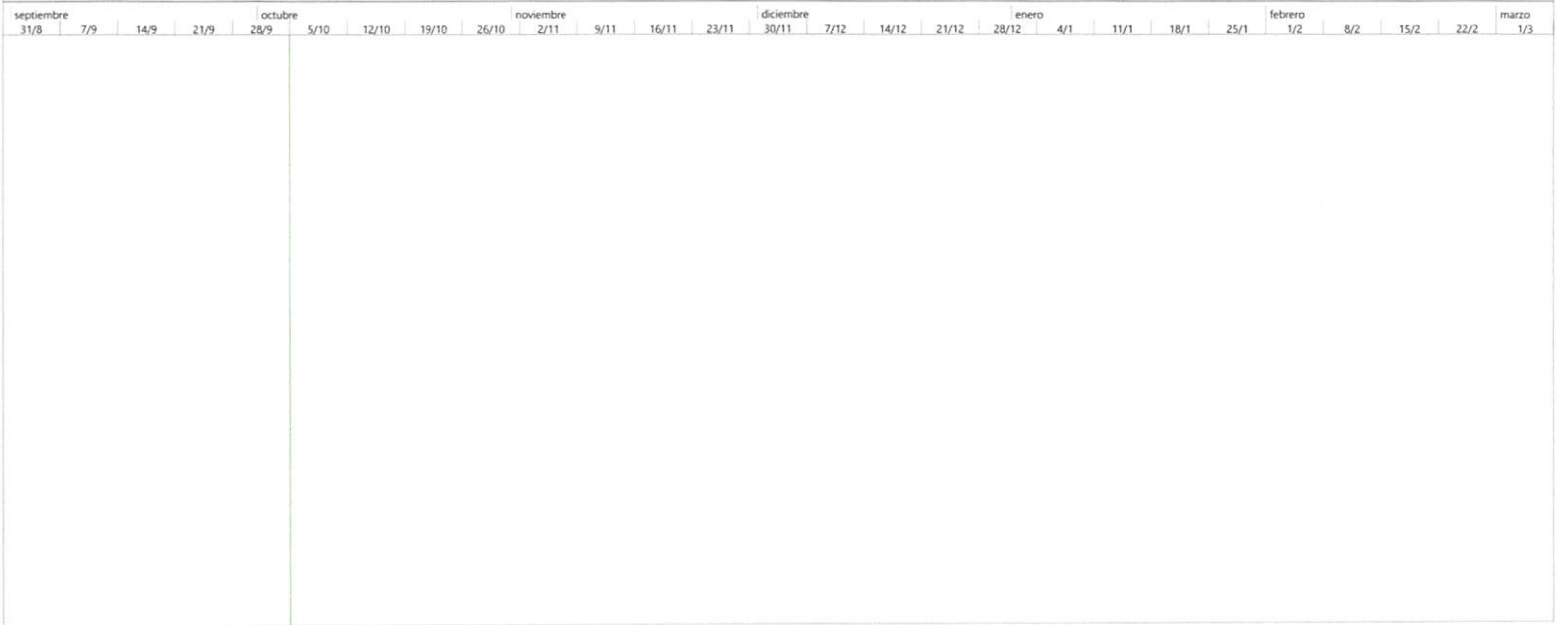 septiembre octubre noviembre diciembre enero febrero marzo
31/8 7/9 14/9 21/9 28/9 5/10 12/10 19/10 26/10 2/11 9/11 16/11 23/11 30/11 7/12 14/12 21/12 28/12 4/1 11/1 18/1 25/1 1/2 8/2 15/2 22/2 1/3